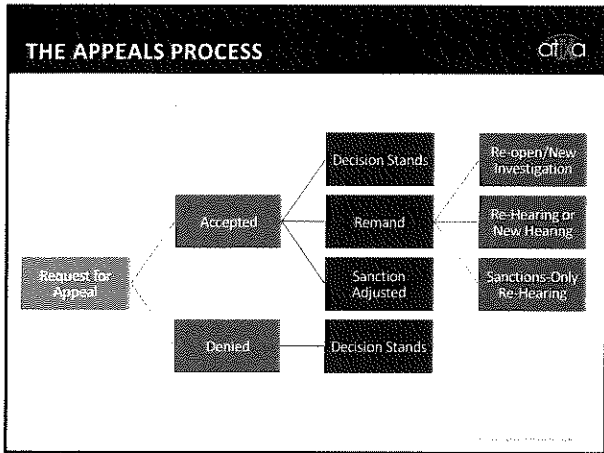 THE APPEALS PROCESS
atixa
Decision Stands
Re-open/New
Investigation
Accepted
Remand
Re-Hearing or
New Hearing
Request for
Appeal
Sanction
Adjusted
Sanctions-Only
Re-Hearing
Denied
Decision Stands